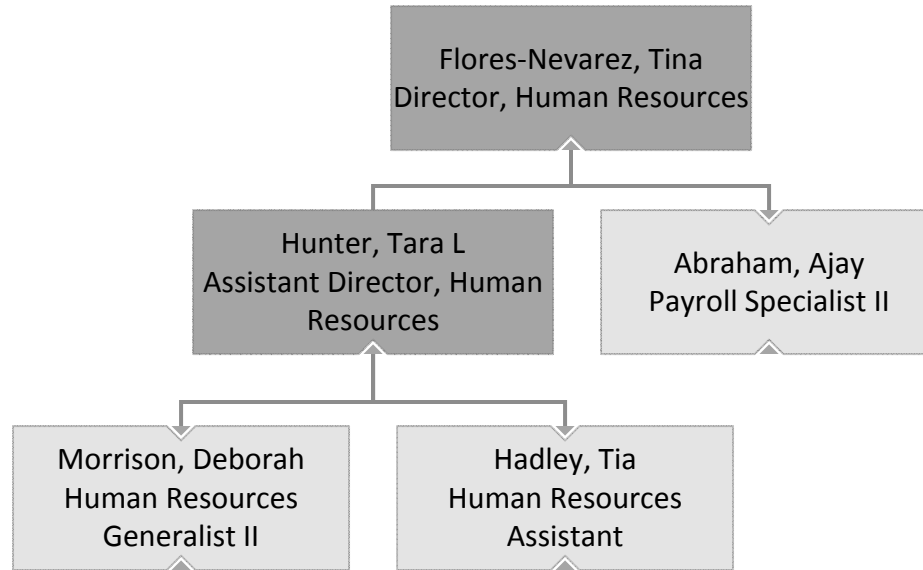 Flores-Nevarez, Tina
Director, Human Resources
Hunter, Tara L
Assistant Director, Human
Resources
Abraham, Ajay
Payroll Specialist II
Morrison, Deborah
Human Resources
Generalist II
Hadley, Tia
Human Resources
Assistant